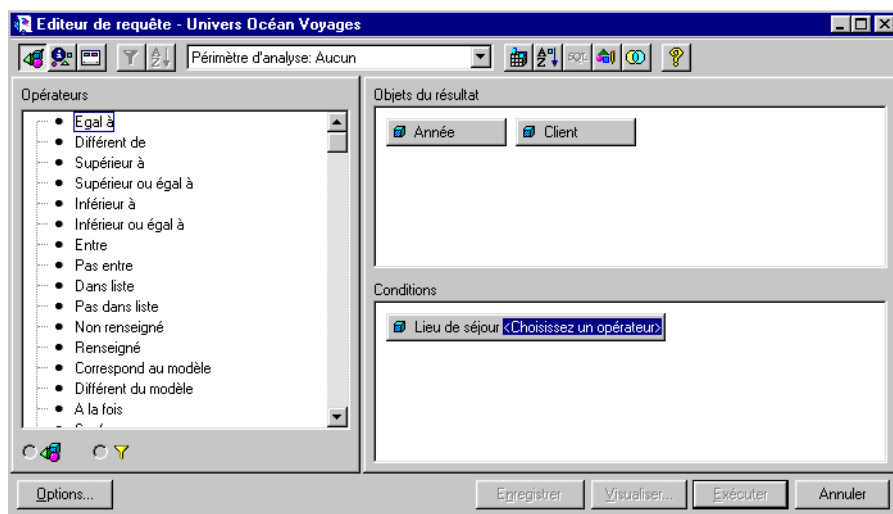 Editeur de requête - Univers Océan Voyages
Périmètre d'analyse: Aucun
SQL
Opérateurs
Egal à
Différent de
Supérieur à
Supérieur ou égal à
Inférieur à
Inférieur ou égal à
Entre
Pas entre
Dans liste
Pas dans liste
Non renseigné
Renseigné
Correspond au modèle
Différent du modèle
A la fois
Objets du résultat
Année Client
Conditions
Lieu de séjour <Choisissez un opérateur>
Options... Enregistrer Visualiser... Exécuter Annuler